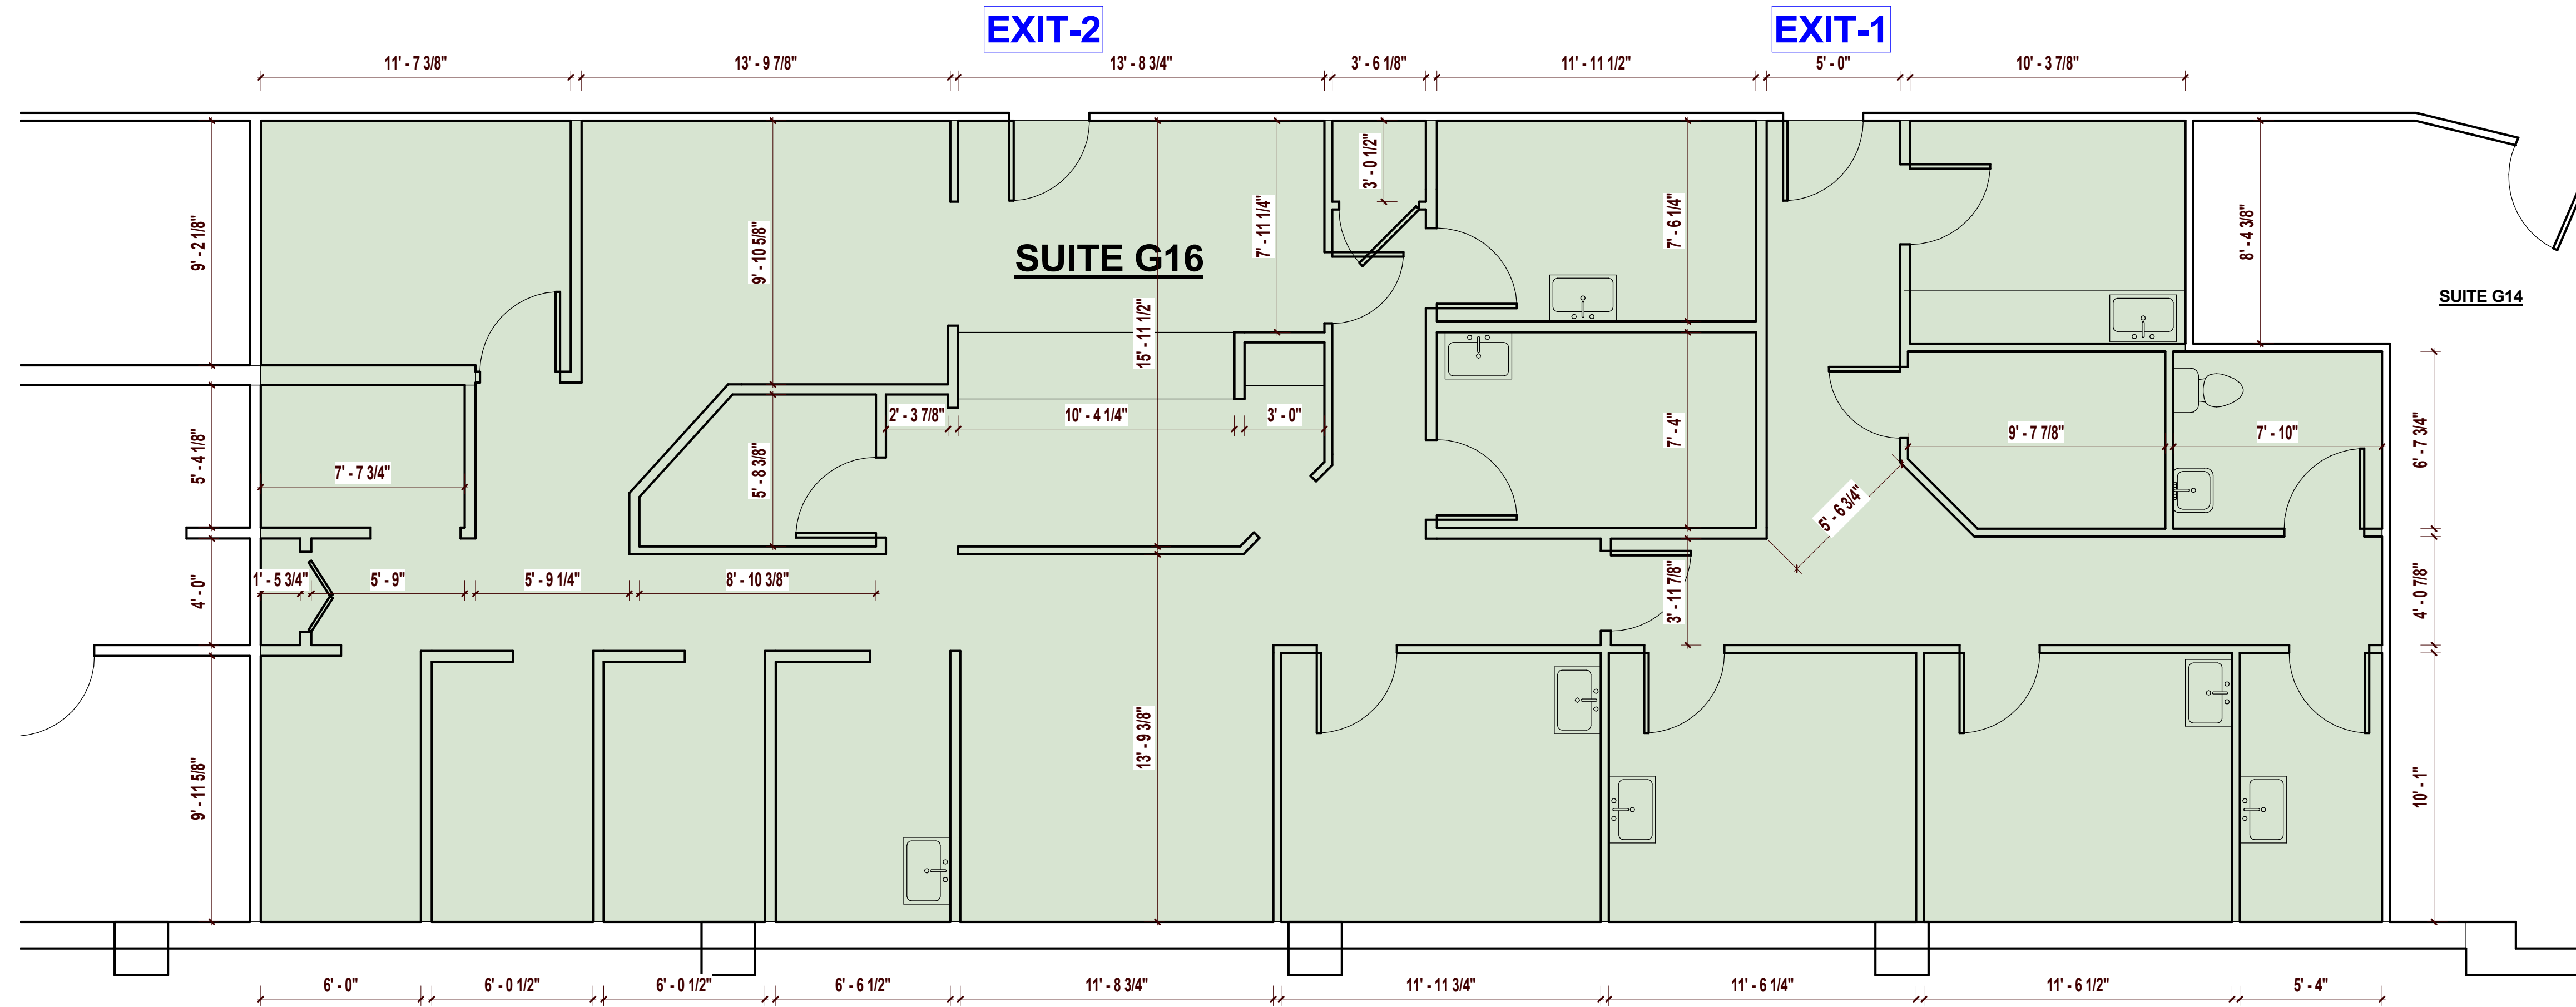 EXIT-2
EXIT-1
11' - 7 3/8"
13' - 9 7/8"
13' - 8 3/4"
3' - 6 1/8"
11' - 11 1/2"
5' - 0"
10' - 3 7/8"
9' - 2 1/8"
9' - 10 5/8"
SUITE G16
7' - 11 1/4"
3' - 0 1/2"
7' - 6 1/4"
8' - 4 3/8"
SUITE G14
15' - 11 1/2"
5' - 4 1/8"
7' - 7 3/4"
5' - 8 3/8"
2' - 3 7/8"
10' - 4 1/4"
3' - 0"
7' - 4"
9' - 7 7/8"
7' - 10"
6' - 7 3/4"
5' - 6 3/4"
4' - 0"
1' - 5 3/4"
5' - 9"
5' - 9 1/4"
8' - 10 3/8"
3' - 11 7/8"
4' - 0 7/8"
9' - 11 5/8"
13' - 9 3/8"
10' - 1"
6' - 0"
6' - 0 1/2"
6' - 0 1/2"
6' - 6 1/2"
11' - 8 3/4"
11' - 11 3/4"
11' - 6 1/4"
11' - 6 1/2"
5' - 4"